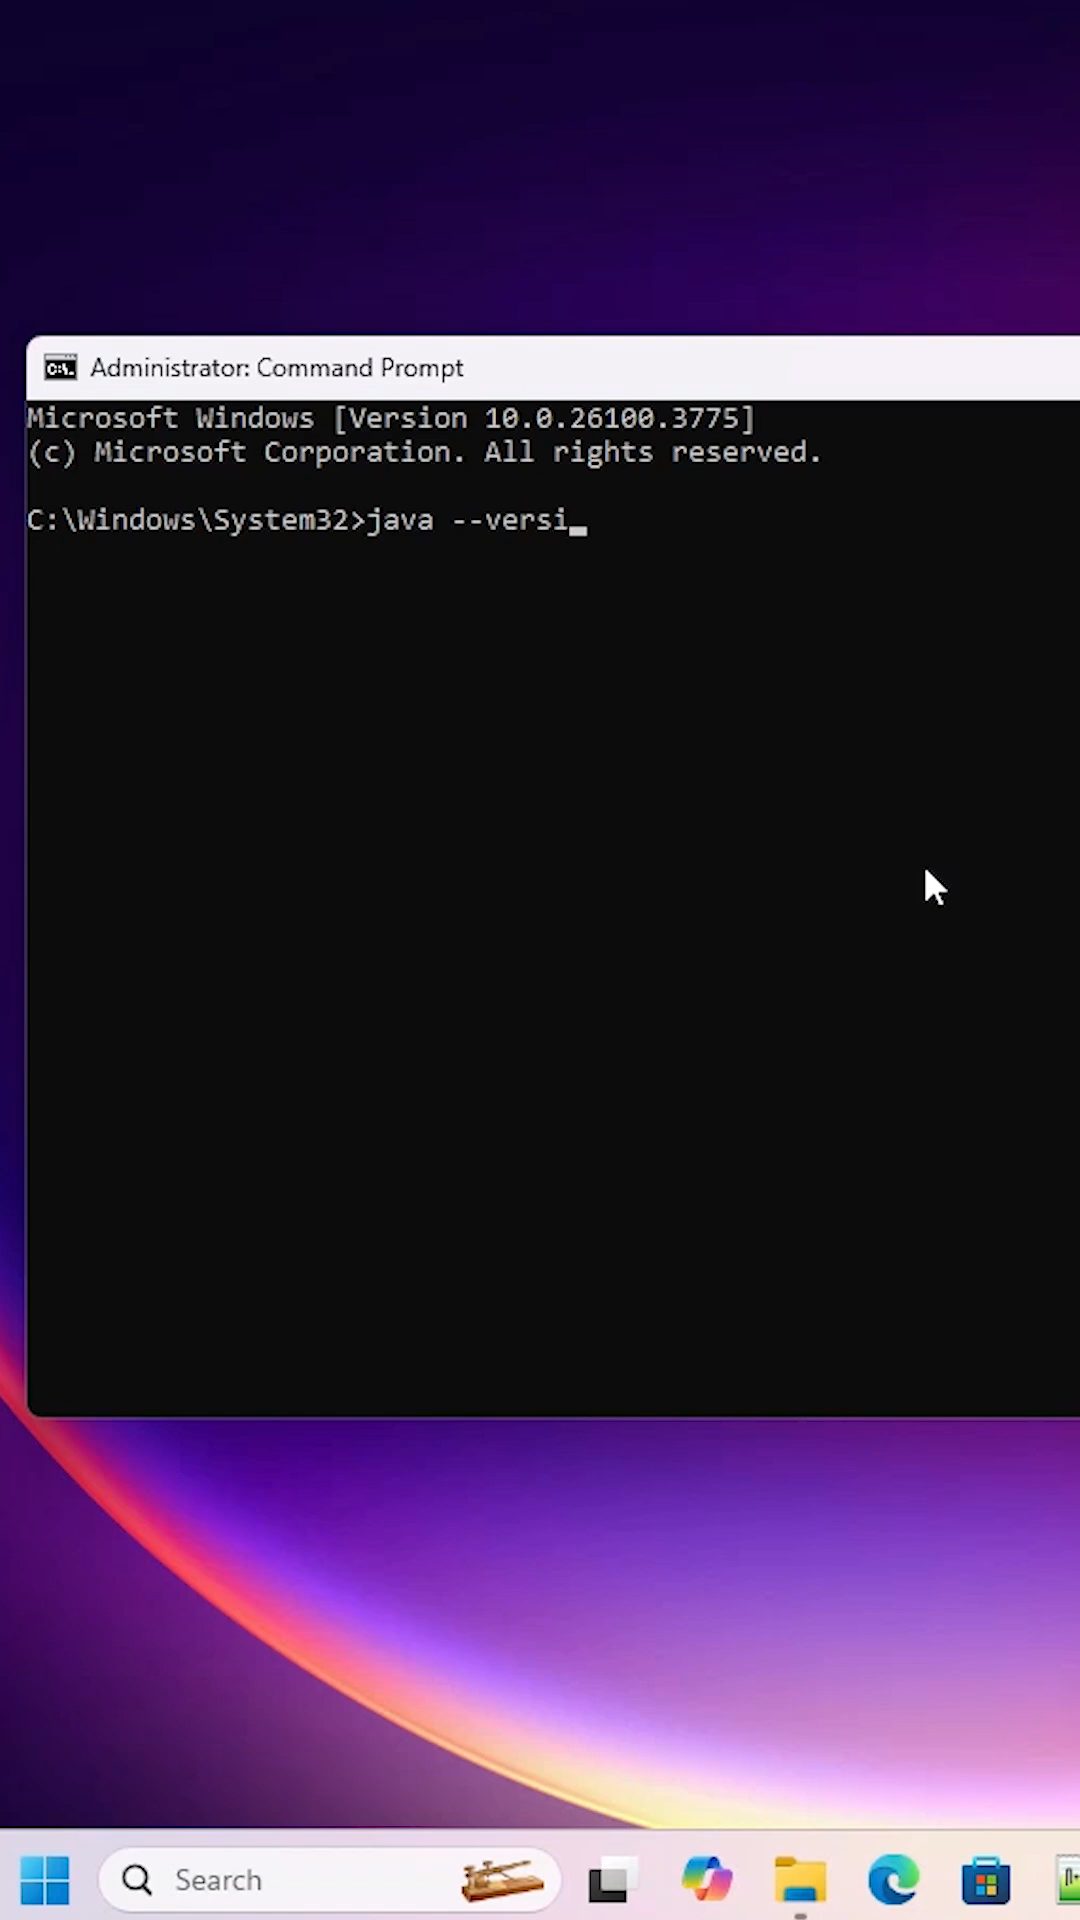 Administrator: Command Prompt
Microsoft Windows [Version 10.0.26100.3775]
(c) Microsoft Corporation. All rights reserved.
C:\Windows\System32>java --versi
Search